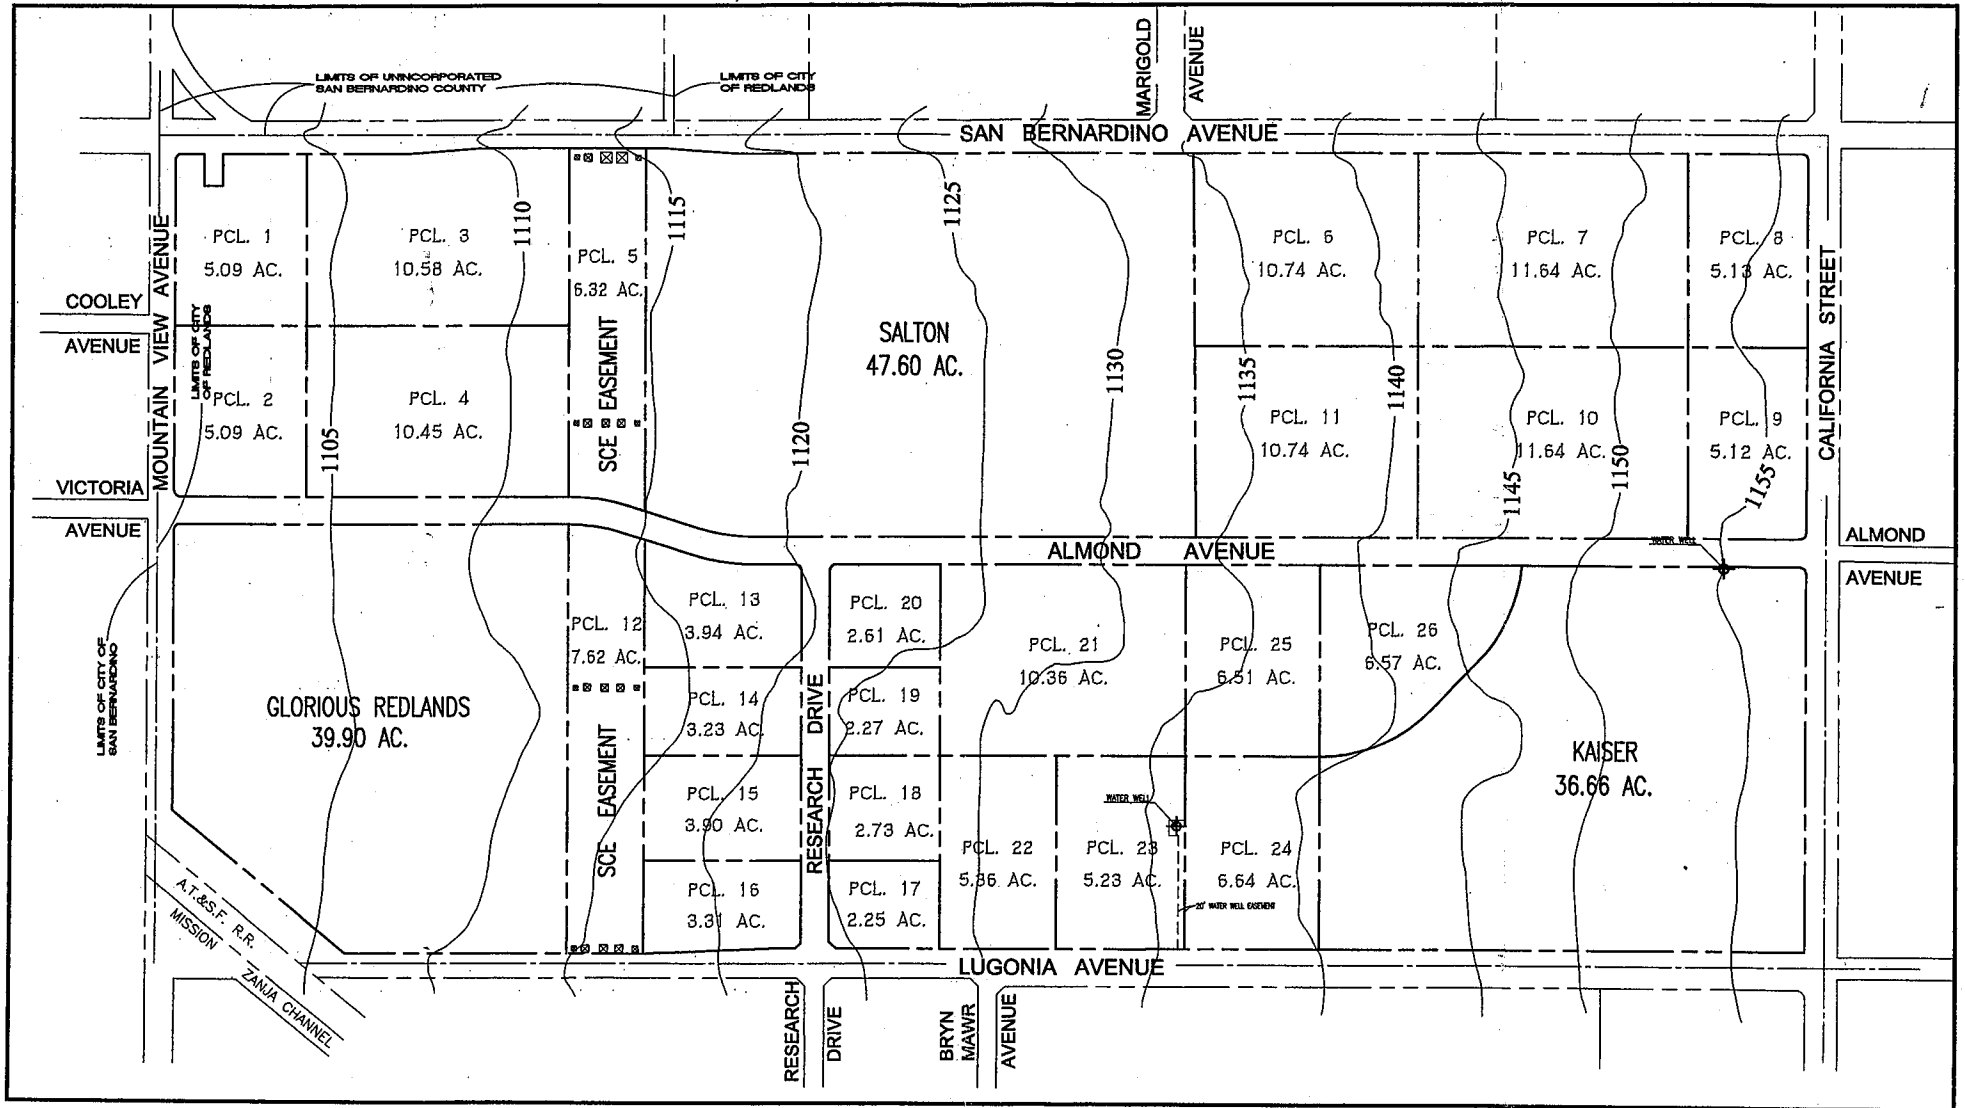 MARIGOLD
AVENUE
LIMITS OF UNINCORPORATED
SAN BERNARDINO COUNTY
LIMITS OF CITY
OF REDLANDS
SAN BERNARDINO AVENUE
MOUNTAIN VIEW AVENUE
COOLEY
AVENUE
LIMITS OF CITY
OF REDLANDS
VICTORIA
AVENUE
LIMITS OF CITY OF
SAN BERNARDINO
PCL. 1
5.09 AC.
PCL. 3
10.58 AC.
1110
PCL. 5
6.32 AC.
1115
1125
PCL. 6
10.74 AC.
PCL. 7
11.64 AC.
PCL. 8
5.13 AC.
CALIFORNIA STREET
SALTON
47.60 AC.
SCE EASEMENT
1130
1135
1140
PCL. 2
5.09 AC.
PCL. 4
10.45 AC.
1105
1120
PCL. 11
10.74 AC.
PCL. 10
11.64 AC.
PCL. 9
5.12 AC.
1145
1150
1155
ALMOND AVENUE
WATER WELL
ALMOND
AVENUE
PCL. 12
7.62 AC.
PCL. 13
3.94 AC.
PCL. 20
2.61 AC.
PCL. 21
10.36 AC.
PCL. 25
6.51 AC.
PCL. 26
6.57 AC.
GLORIOUS REDLANDS
39.90 AC.
PCL. 14
3.23 AC.
PCL. 19
2.27 AC.
RESEARCH DRIVE
SCE EASEMENT
KAISER
36.66 AC.
PCL. 15
3.90 AC.
PCL. 18
2.73 AC.
WATER WELL
PCL. 22
5.36 AC.
PCL. 23
5.23 AC.
PCL. 24
6.64 AC.
PCL. 16
3.31 AC.
PCL. 17
2.25 AC.
20' WATER WELL EASEMENT
A.T.&S.F. R.R.
MISSION ZANJA CHANNEL
LUGONIA AVENUE
RESEARCH
DRIVE
BRYN
MAWR
AVENUE